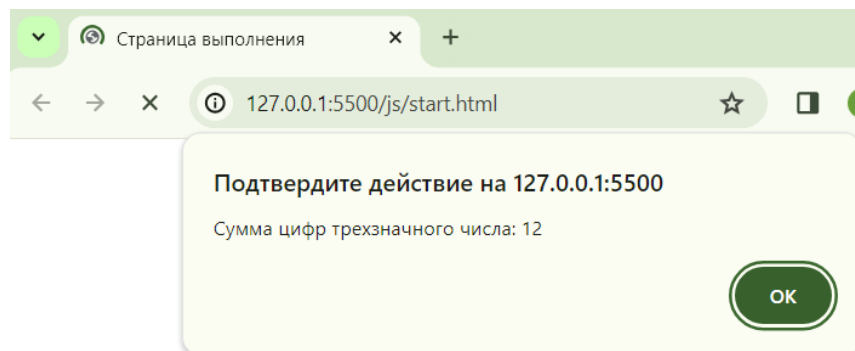 Страница выполнения
127.0.0.1:5500/js/start.html
Подтвердите действие на 127.0.0.1:5500
Сумма цифр трехзначного числа: 12
ОК